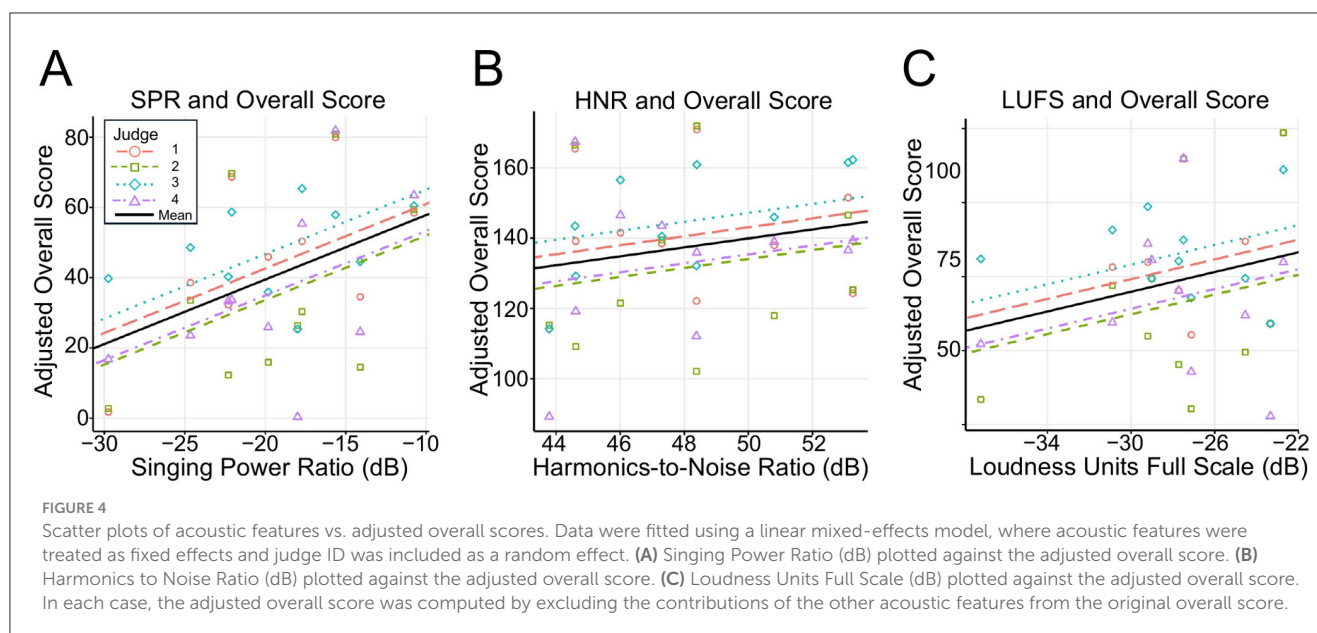 A
SPR and Overall Score
Adjusted Overall Score
80
60
40
20
0
Judge
1
2
3
4
Mean
−30 −25 −20 −15 −10
Singing Power Ratio (dB)
B
HNR and Overall Score
Adjusted Overall Score
160
140
120
100
44 46 48 50 52
Harmonics-to-Noise Ratio (dB)
C
LUFS and Overall Score
Adjusted Overall Score
100
75
50
−34 −30 −26 −22
Loudness Units Full Scale (dB)
FIGURE 4
Scatter plots of acoustic features vs. adjusted overall scores. Data were fitted using a linear mixed-effects model, where acoustic features were
treated as fixed effects and judge ID was included as a random effect. (A) Singing Power Ratio (dB) plotted against the adjusted overall score. (B)
Harmonics to Noise Ratio (dB) plotted against the adjusted overall score. (C) Loudness Units Full Scale (dB) plotted against the adjusted overall score.
In each case, the adjusted overall score was computed by excluding the contributions of the other acoustic features from the original overall score.